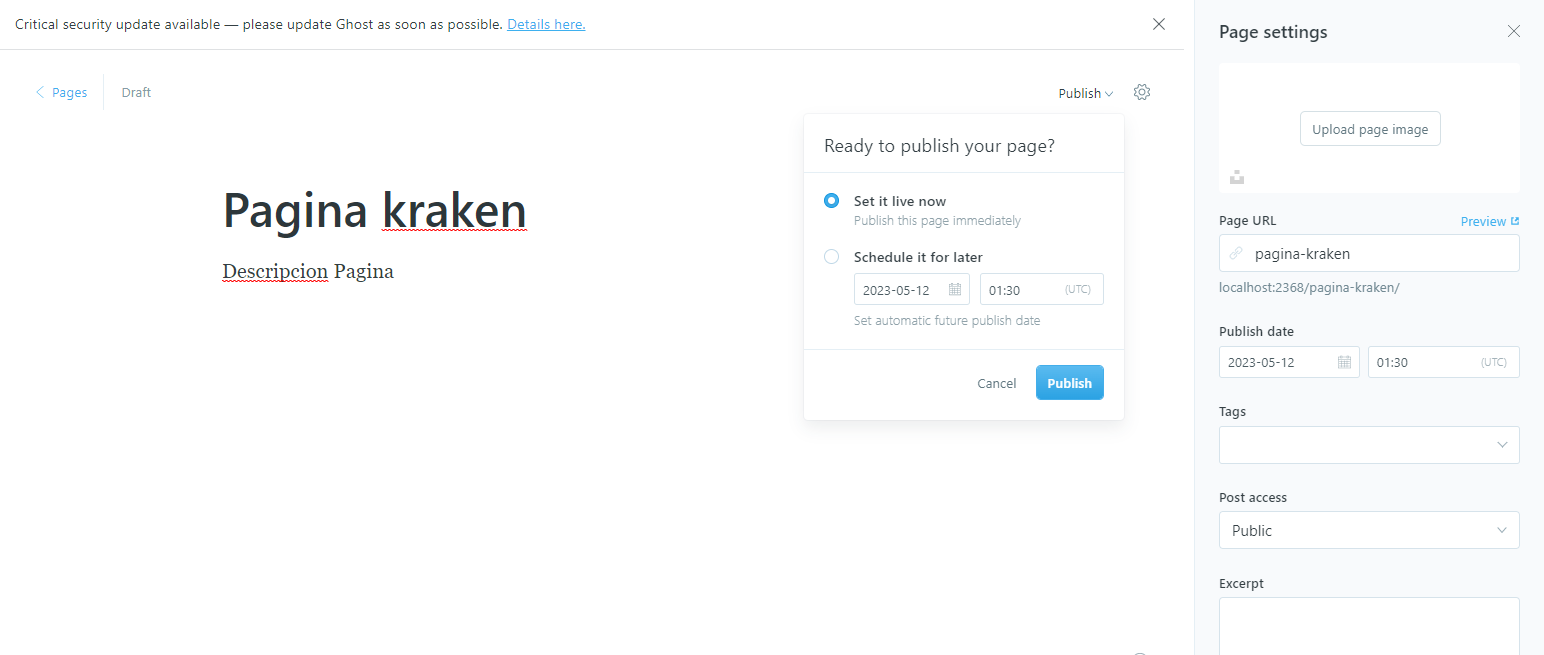 Critical security update available — please update Ghost as soon as possible. Details here.
Pages
Draft
Publish
Pagina kraken
Descripcion Pagina
Ready to publish your page?
Set it live now
Publish this page immediately
Schedule it for later
2023-05-12
01:30 (UTC)
Set automatic future publish date
Cancel
Publish
Page settings
Upload page image
Page URL
Preview
pagina-kraken
localhost:2368/pagina-kraken/
Publish date
2023-05-12
01:30 (UTC)
Tags
Post access
Public
Excerpt